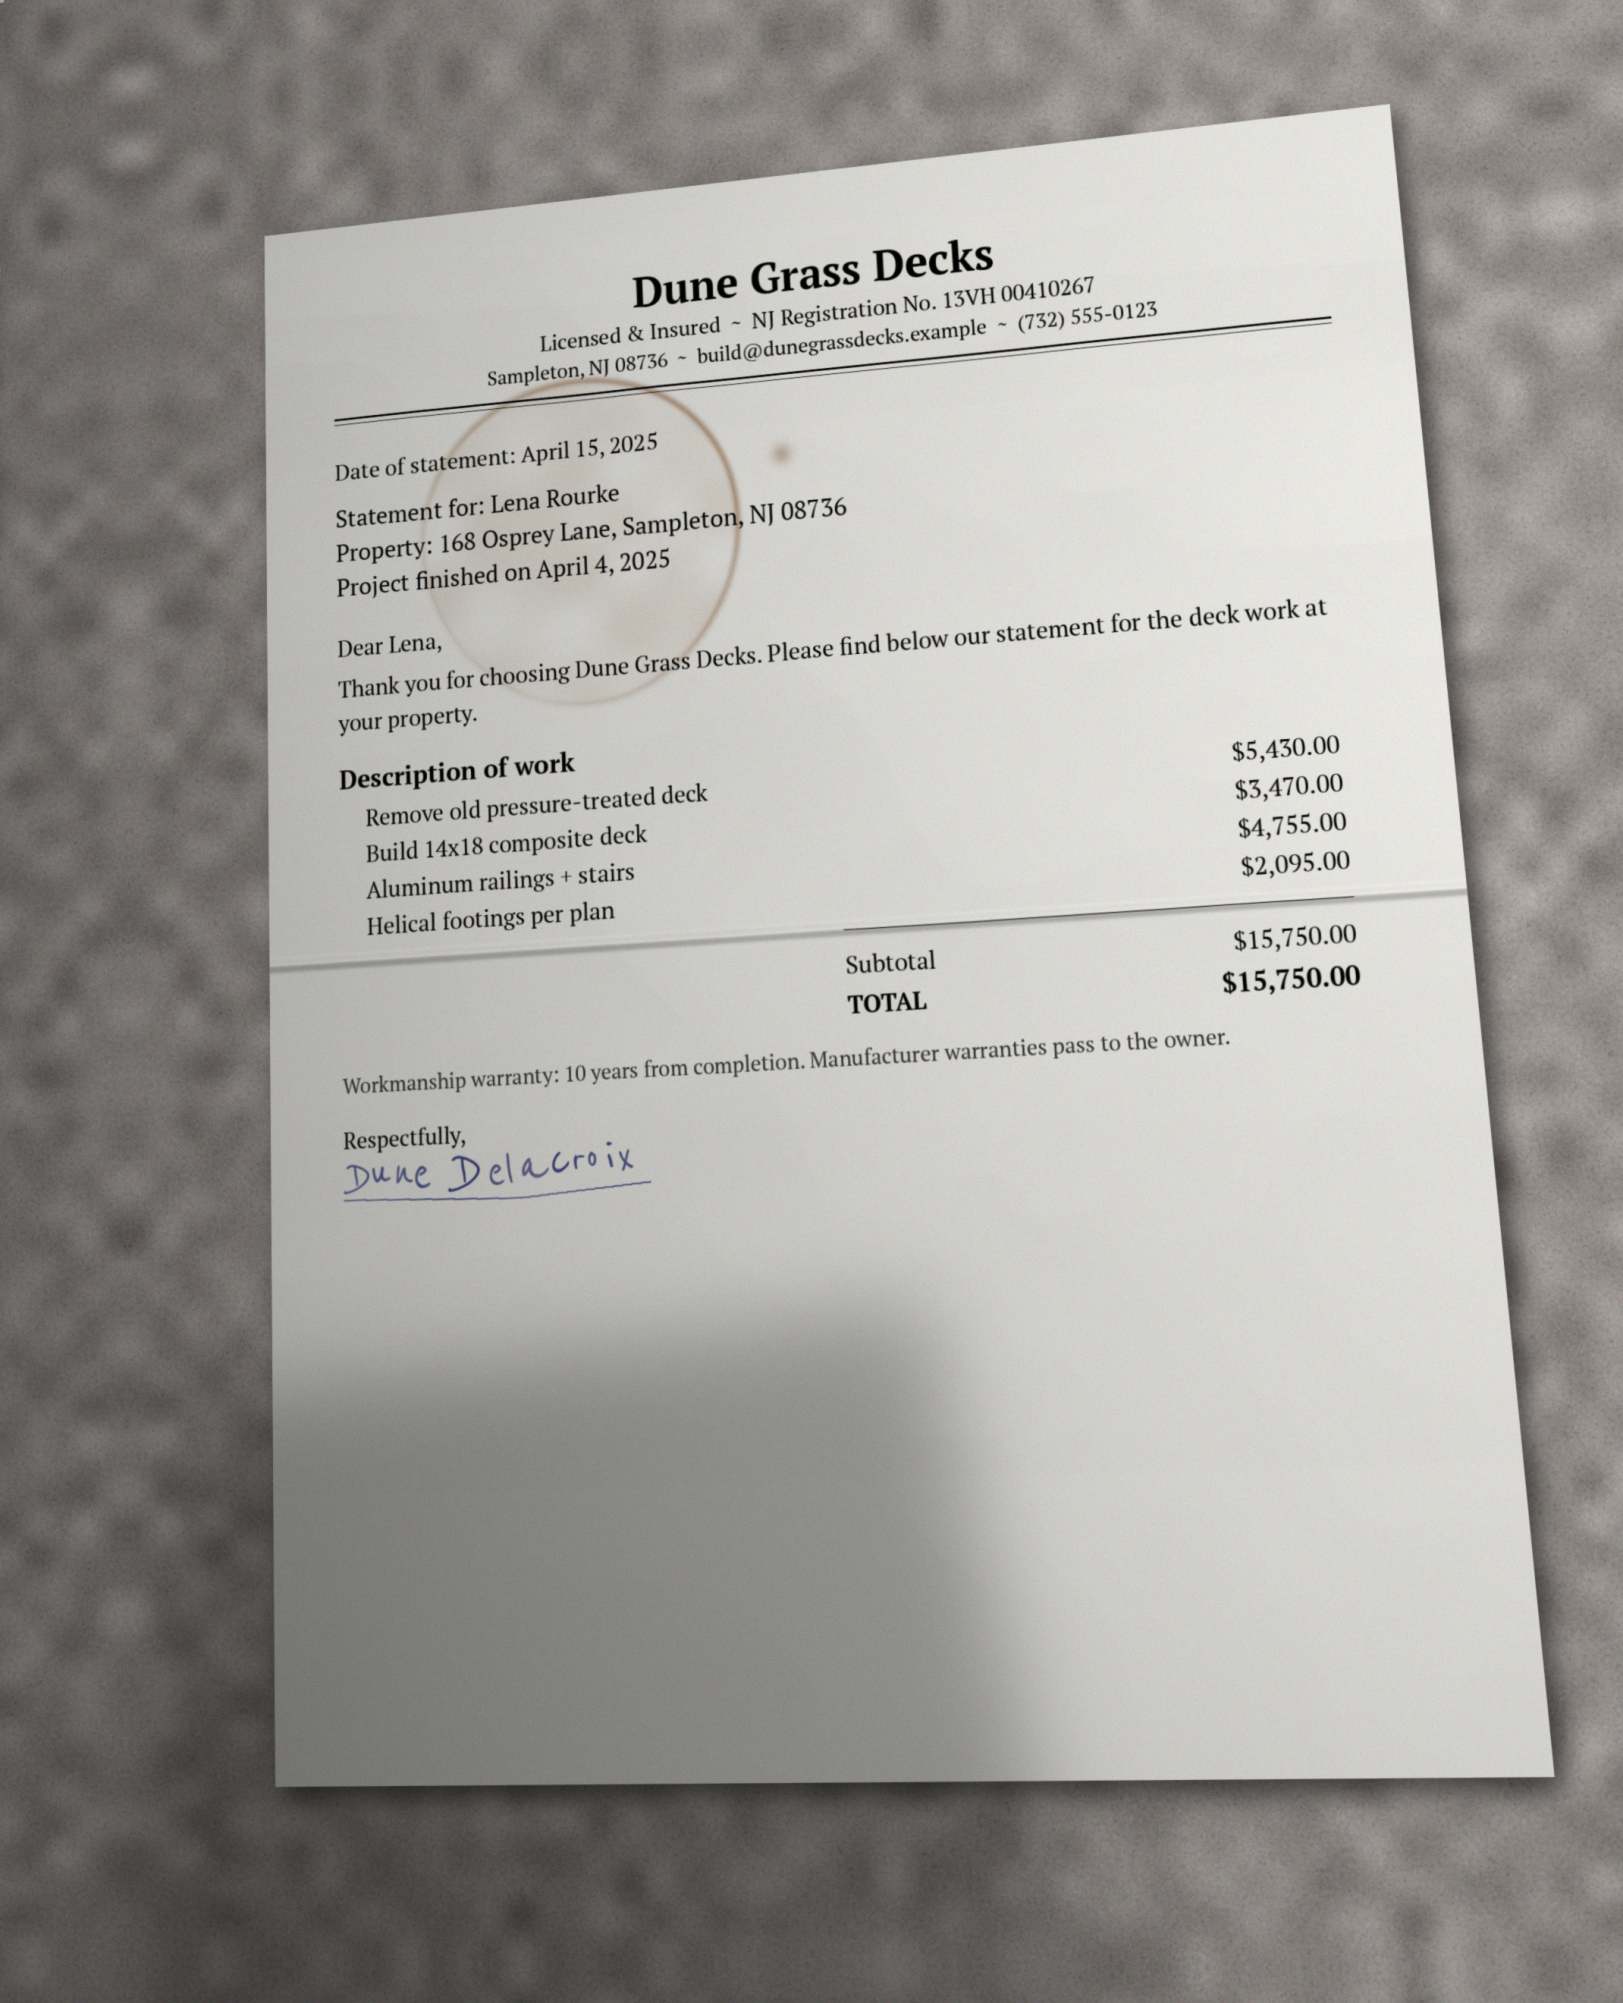 Dune Grass Decks
Licensed & Insured ~ NJ Registration No. 13VH 00410267
Sampleton, NJ 08736 ~ build@dunegrassdecks.example ~ (732) 555-0123
Date of statement: April 15, 2025
Statement for: Lena Rourke
Property: 168 Osprey Lane, Sampleton, NJ 08736
Project finished on April 4, 2025
Dear Lena,
Thank you for choosing Dune Grass Decks. Please find below our statement for the deck work at
your property.
Description of work
Remove old pressure-treated deck $5,430.00
Build 14x18 composite deck $3,470.00
Aluminum railings + stairs $4,755.00
Helical footings per plan $2,095.00
Subtotal $15,750.00
TOTAL $15,750.00
Workmanship warranty: 10 years from completion. Manufacturer warranties pass to the owner.
Respectfully,
Dune Delacroix